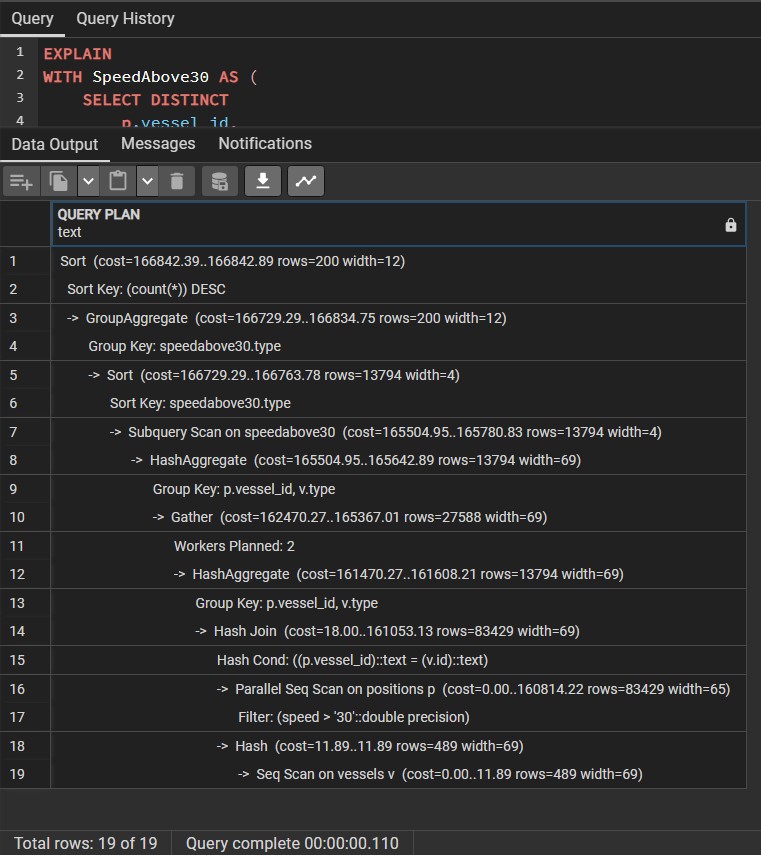 Query Query History
1 EXPLAIN
2 WITH SpeedAbove30 AS (
3 SELECT DISTINCT
4 p.vessel_id,
Data Output Messages Notifications
QUERY PLAN
text
1 Sort (cost=166842.39..166842.89 rows=200 width=12)
2 Sort Key: (count(*)) DESC
3 -> GroupAggregate (cost=166729.29..166834.75 rows=200 width=12)
4 Group Key: speedabove30.type
5 -> Sort (cost=166729.29..166763.78 rows=13794 width=4)
6 Sort Key: speedabove30.type
7 -> Subquery Scan on speedabove30 (cost=165504.95..165780.83 rows=13794 width=4)
8 -> HashAggregate (cost=165504.95..165642.89 rows=13794 width=69)
9 Group Key: p.vessel_id, v.type
10 -> Gather (cost=162470.27..165367.01 rows=27588 width=69)
11 Workers Planned: 2
12 -> HashAggregate (cost=161470.27..161608.21 rows=13794 width=69)
13 Group Key: p.vessel_id, v.type
14 -> Hash Join (cost=18.00..161053.13 rows=83429 width=69)
15 Hash Cond: ((p.vessel_id)::text = (v.id)::text)
16 -> Parallel Seq Scan on positions p (cost=0.00..160814.22 rows=83429 width=65)
17 Filter: (speed > '30'::double precision)
18 -> Hash (cost=11.89..11.89 rows=489 width=69)
19 -> Seq Scan on vessels v (cost=0.00..11.89 rows=489 width=69)
Total rows: 19 of 19 Query complete 00:00:00.110